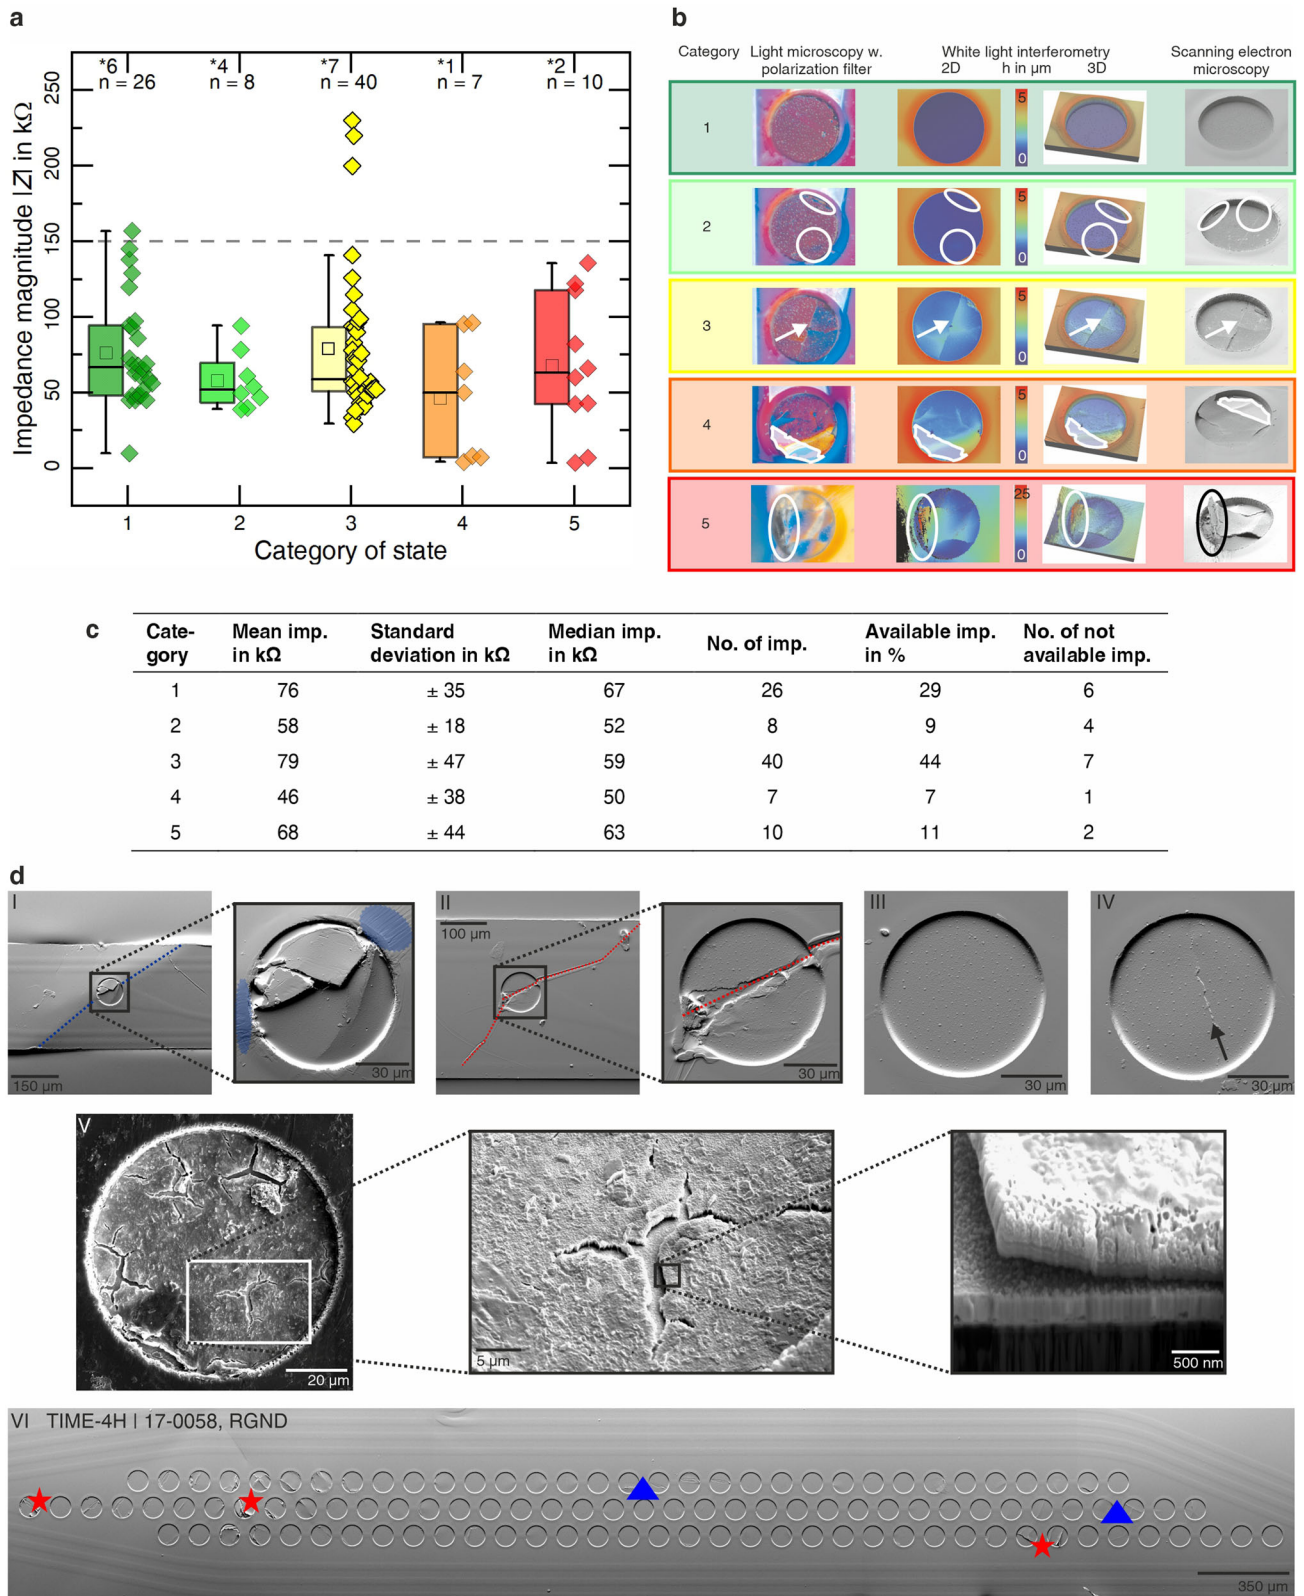 a
*6 *4 *7 *1 *2
n = 26 n = 8 n = 40 n = 7 n = 10
Impedance magnitude |Z| in kΩ
250
200
150
100
50
0
1 2 3 4 5
Category of state
b
Category
Light microscopy w.
polarization filter
White light interferometry
2D h in µm 3D
Scanning electron
microscopy
1
5
0
2
5
0
3
5
0
4
5
0
5
25
0
c
Cate-
gory
Mean imp.
in kΩ
Standard
deviation in kΩ
Median imp.
in kΩ
No. of imp.
Available imp.
in %
No. of not
available imp.
1 76 ± 35 67 26 29 6
2 58 ± 18 52 8 9 4
3 79 ± 47 59 40 44 7
4 46 ± 38 50 7 7 1
5 68 ± 44 63 10 11 2
d
I
150 µm
30 µm
II
100 µm
30 µm
III
30 µm
IV
30 µm
V
20 µm
5 µm
500 nm
VI TIME-4H | 17-0058, RGND
350 µm